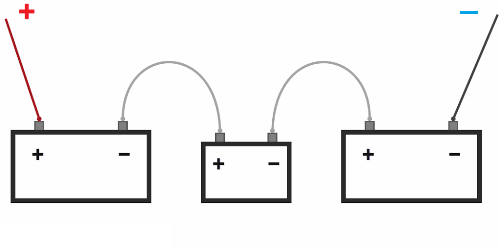 + −
+ − + − + −